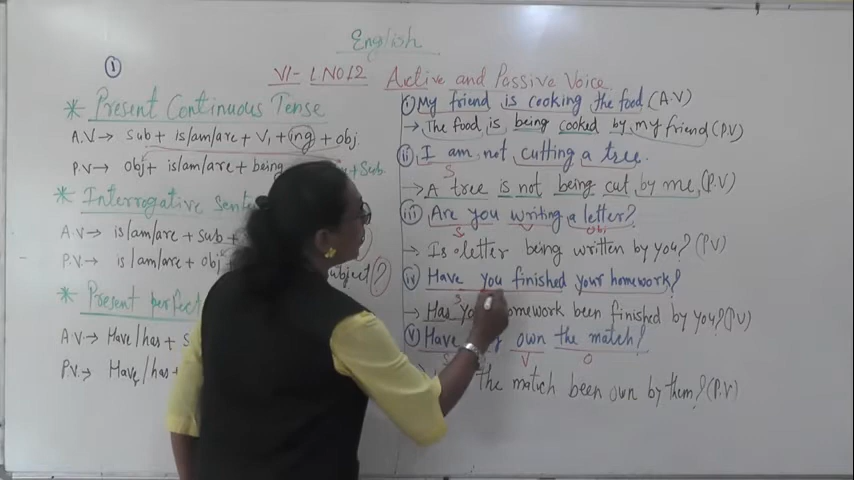 English
VI- L NO12 Active and Passive Voice
(i)
* Present Continuous Tense
A.V→ Sub + is/am/are + V1 + ing + obj.
P.V→ Obj+ is/am/are + being + Sub.
* Interrogative
A.V→ is/am/are + sub +
P.V→ is/am/are + obj + subject?
* Present perfect
A.V→ Have/has +
P.V.→ Have/has +
(i) My friend is cooking the food (A.V)
→ The food is being cooked by my friend (P.V)
(ii) I am not cutting a tree.
S
→ A tree is not being cut by me, (P.V)
(iii) Are you writing a letter?
S V Obj
→ Is letter being written by you? (P.V)
(iv) Have you finished your homework?
S
→ Has homework been finished by you? (P.V)
(v) Have own the match?
S V O
the match been own by them? (P.V)